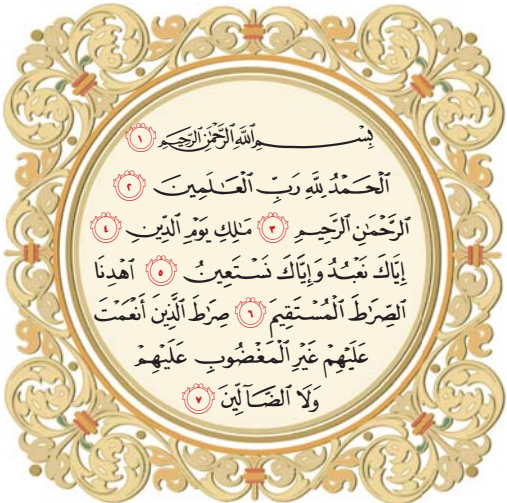 بِسْمِ ٱللَّهِ ٱلرَّحْمَٰنِ ٱلرَّحِيمِ ١
ٱلْحَمْدُ لِلَّهِ رَبِّ ٱلْعَٰلَمِينَ ٢
ٱلرَّحْمَٰنِ ٱلرَّحِيمِ ٣ مَٰلِكِ يَوْمِ ٱلدِّينِ ٤
إِيَّاكَ نَعْبُدُ وَإِيَّاكَ نَسْتَعِينُ ٥ ٱهْدِنَا
ٱلصِّرَٰطَ ٱلْمُسْتَقِيمَ ٦ صِرَٰطَ ٱلَّذِينَ أَنْعَمْتَ
عَلَيْهِمْ غَيْرِ ٱلْمَغْضُوبِ عَلَيْهِمْ
وَلَا ٱلضَّآلِّينَ ٧